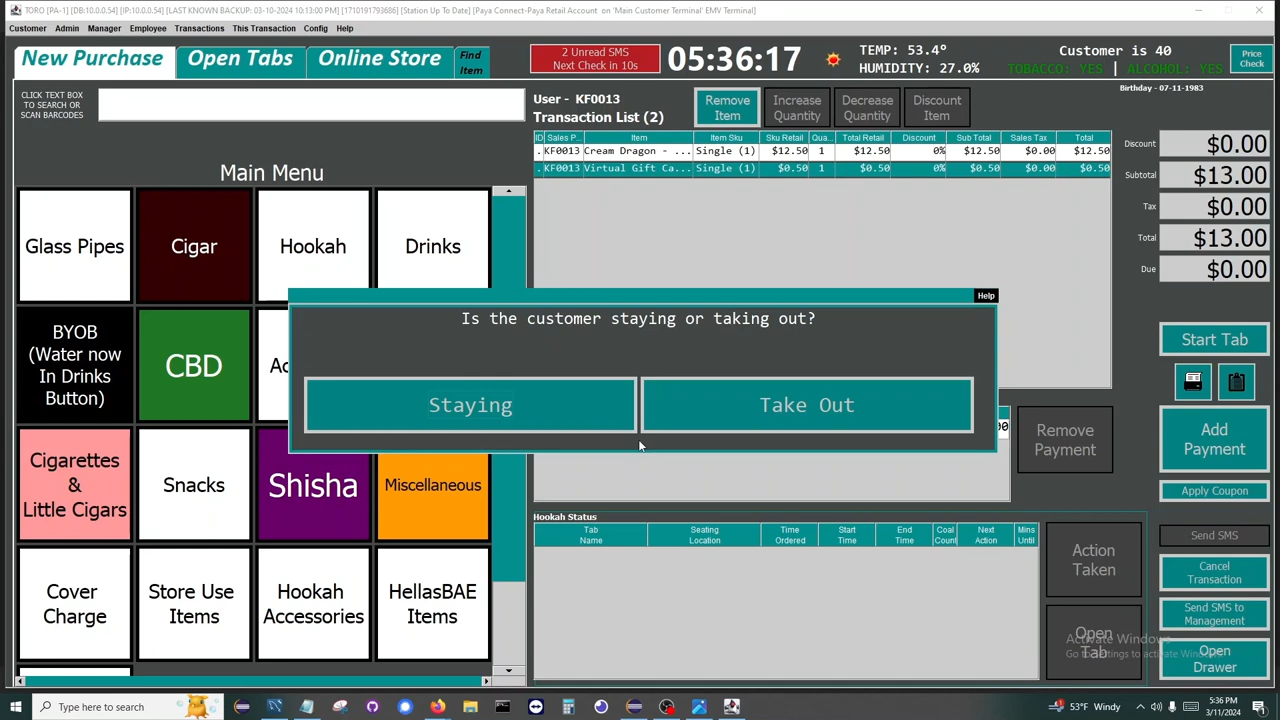 TORO [PA-1] [DB:10.0.0.54] [IP:10.0.0.54] [LAST KNOWN BACKUP: 03-10-2024 10:13:00 PM] [1710191793686] [Station Up To Date] [Paya Connect-Paya Retail Account on 'Main Customer Terminal' EMV Terminal]
Customer Admin Manager Employee Transactions This Transaction Config Help
New Purchase
Open Tabs
Online Store
Find
Item
2 Unread SMS
Next Check in 10s
05:36:17
TEMP: 53.4°
HUMIDITY: 27.0%
Customer is 40
TOBACCO: YES | ALCOHOL: YES
Price
Check
Birthday - 07-11-1983
CLICK TEXT BOX
TO SEARCH OR
SCAN BARCODES
User - KF0013
Transaction List (2)
Remove
Item
Increase
Quantity
Decrease
Quantity
Discount
Item
ID Sales P... Item Item Sku Sku Retail Qua... Total Retail Discount Sub Total Sales Tax Total
. KF0013 Cream Dragon - ... Single (1) $12.50 1 $12.50 0% $12.50 $0.00 $12.50
. KF0013 Virtual Gift Ca... Single (1) $0.50 1 $0.50 0% $0.50 $0.00 $0.50
Discount $0.00
Subtotal $13.00
Tax $0.00
Total $13.00
Due $0.00
Main Menu
Glass Pipes
Cigar
Hookah
Drinks
BYOB
(Water now
In Drinks
Button)
CBD
Ac
Help
Is the customer staying or taking out?
Staying
Take Out
Start Tab
00
Remove
Payment
Add
Payment
Apply Coupon
Cigarettes
&
Little Cigars
Snacks
Shisha
Miscellaneous
Cover
Charge
Store Use
Items
Hookah
Accessories
HellasBAE
Items
Hookah Status
Tab
Name
Seating
Location
Time
Ordered
Start
Time
End
Time
Coal
Count
Next
Action
Mins
Until
Action
Taken
Open
Tab
Send SMS
Cancel
Transaction
Send SMS to
Management
Open
Drawer
Activate Windows
Go to Settings to activate Windows.
Type here to search
53°F Windy
5:36 PM
3/11/2024
1